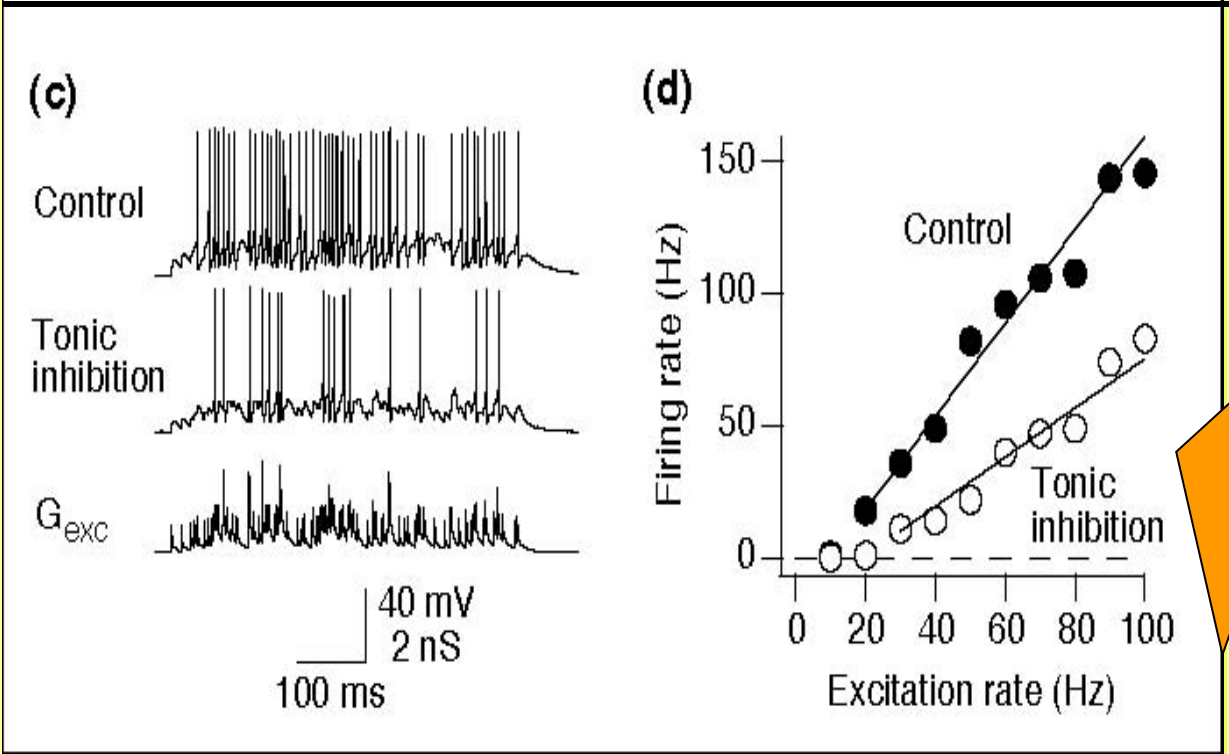 (c)
Control
Tonic
inhibition
Gexc
40 mV
2 nS
100 ms
(d)
150
100
50
0
Firing rate (Hz)
Control
Tonic
inhibition
0 20 40 60 80 100
Excitation rate (Hz)